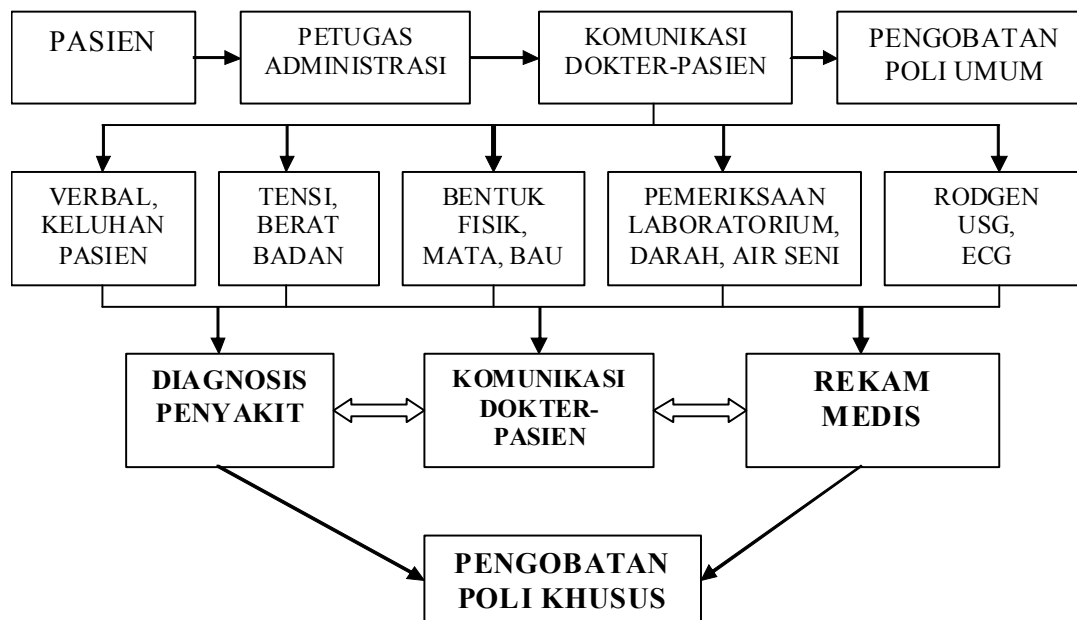 PASIEN
PETUGAS
ADMINISTRASI
KOMUNIKASI
DOKTER-PASIEN
PENGOBATAN
POLI UMUM
VERBAL,
KELUHAN
PASIEN
TENSI,
BERAT
BADAN
BENTUK
FISIK,
MATA, BAU
PEMERIKSAAN
LABORATORIUM,
DARAH, AIR SENI
RODGEN
USG,
ECG
DIAGNOSIS
PENYAKIT
KOMUNIKASI
DOKTER-
PASIEN
REKAM
MEDIS
PENGOBATAN
POLI KHUSUS